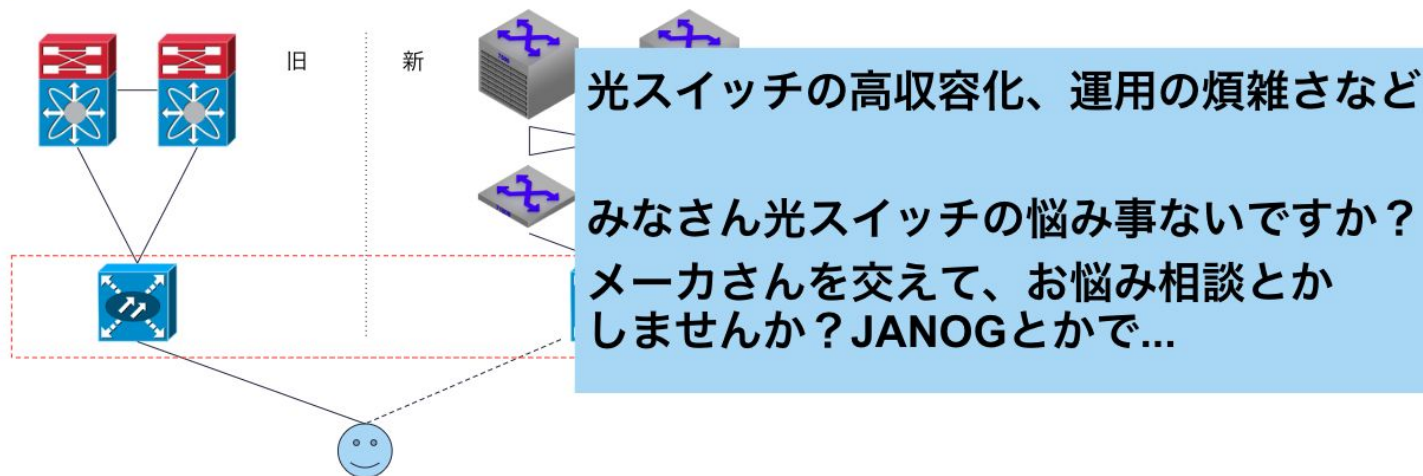 旧
新
光スイッチの高収容化、運用の煩雑さなど
みなさん光スイッチの悩み事ないですか？
メーカさんを交えて、お悩み相談とか
しませんか？JANOGとかで...